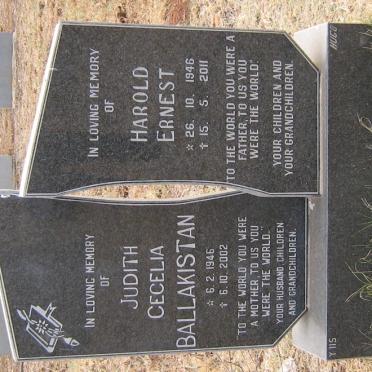 IN LOVING MEMORY
OF
JUDITH
CECELIA
BALLAKISTAN
☆ 5. 2. 1946
† 6. 10. 2002
TO THE WORLD YOU WERE
A MOTHER, TO US YOU
WERE THE WORLD."
YOUR HUSBAND, CHILDREN
AND GRANDCHILDREN.
IN LOVING MEMORY
OF
HAROLD
ERNEST
☆ 26. 10. 1946
† 15. 5. 2011
TO THE WORLD YOU WERE A
FATHER, TO US YOU
WERE THE WORLD'.
YOUR CHILDREN AND
YOUR GRANDCHILDREN.
Y 115
HUGO